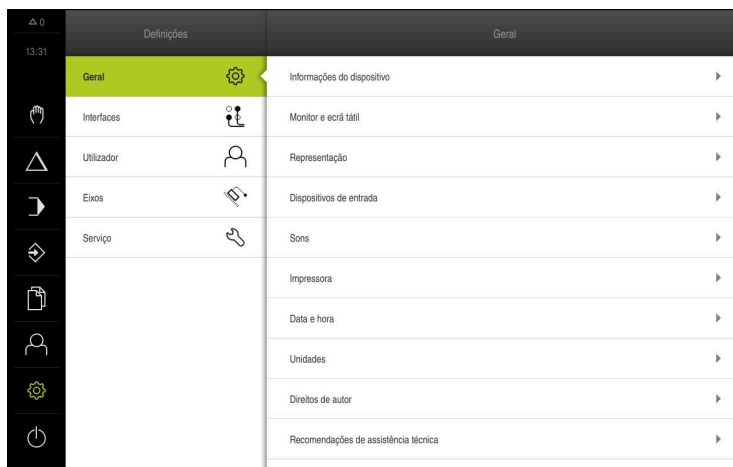 0
13:31
Definições
Geral
Geral
Interfaces
Utilizador
Eixos
Serviço
Informações do dispositivo
Monitor e ecrã tátil
Representação
Dispositivos de entrada
Sons
Impressora
Data e hora
Unidades
Direitos de autor
Recomendações de assistência técnica